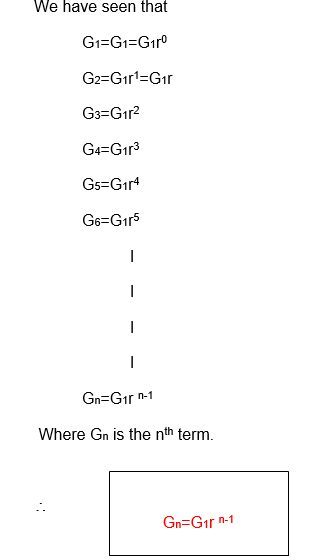 We have seen that
G₁=G₁=G₁r⁰
G₂=G₁r¹=G₁r
G₃=G₁r²
G₄=G₁r³
G₅=G₁r⁴
G₆=G₁r⁵
I
I
I
I
Gn=G₁r ⁿ⁻¹
Where Gn is the nᵗʰ term.
∴ Gn=G₁r ⁿ⁻¹